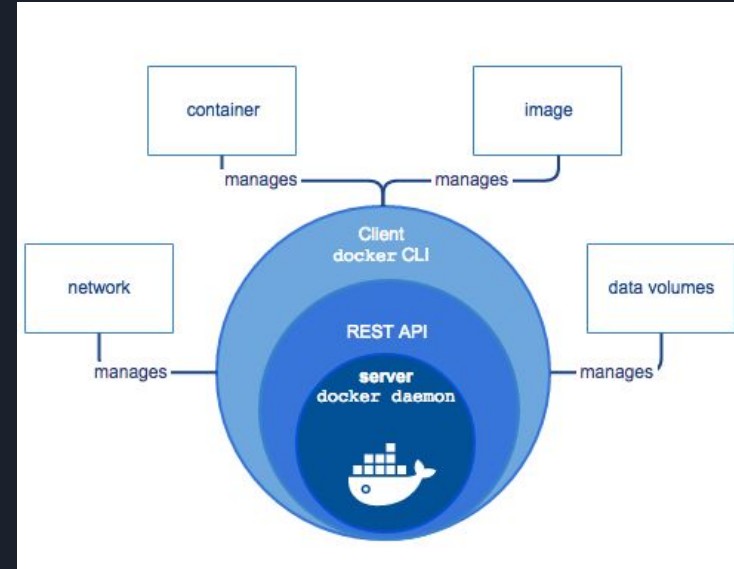 container
image
manages
manages
Client
docker CLI
network
data volumes
REST API
manages
server
manages
docker daemon